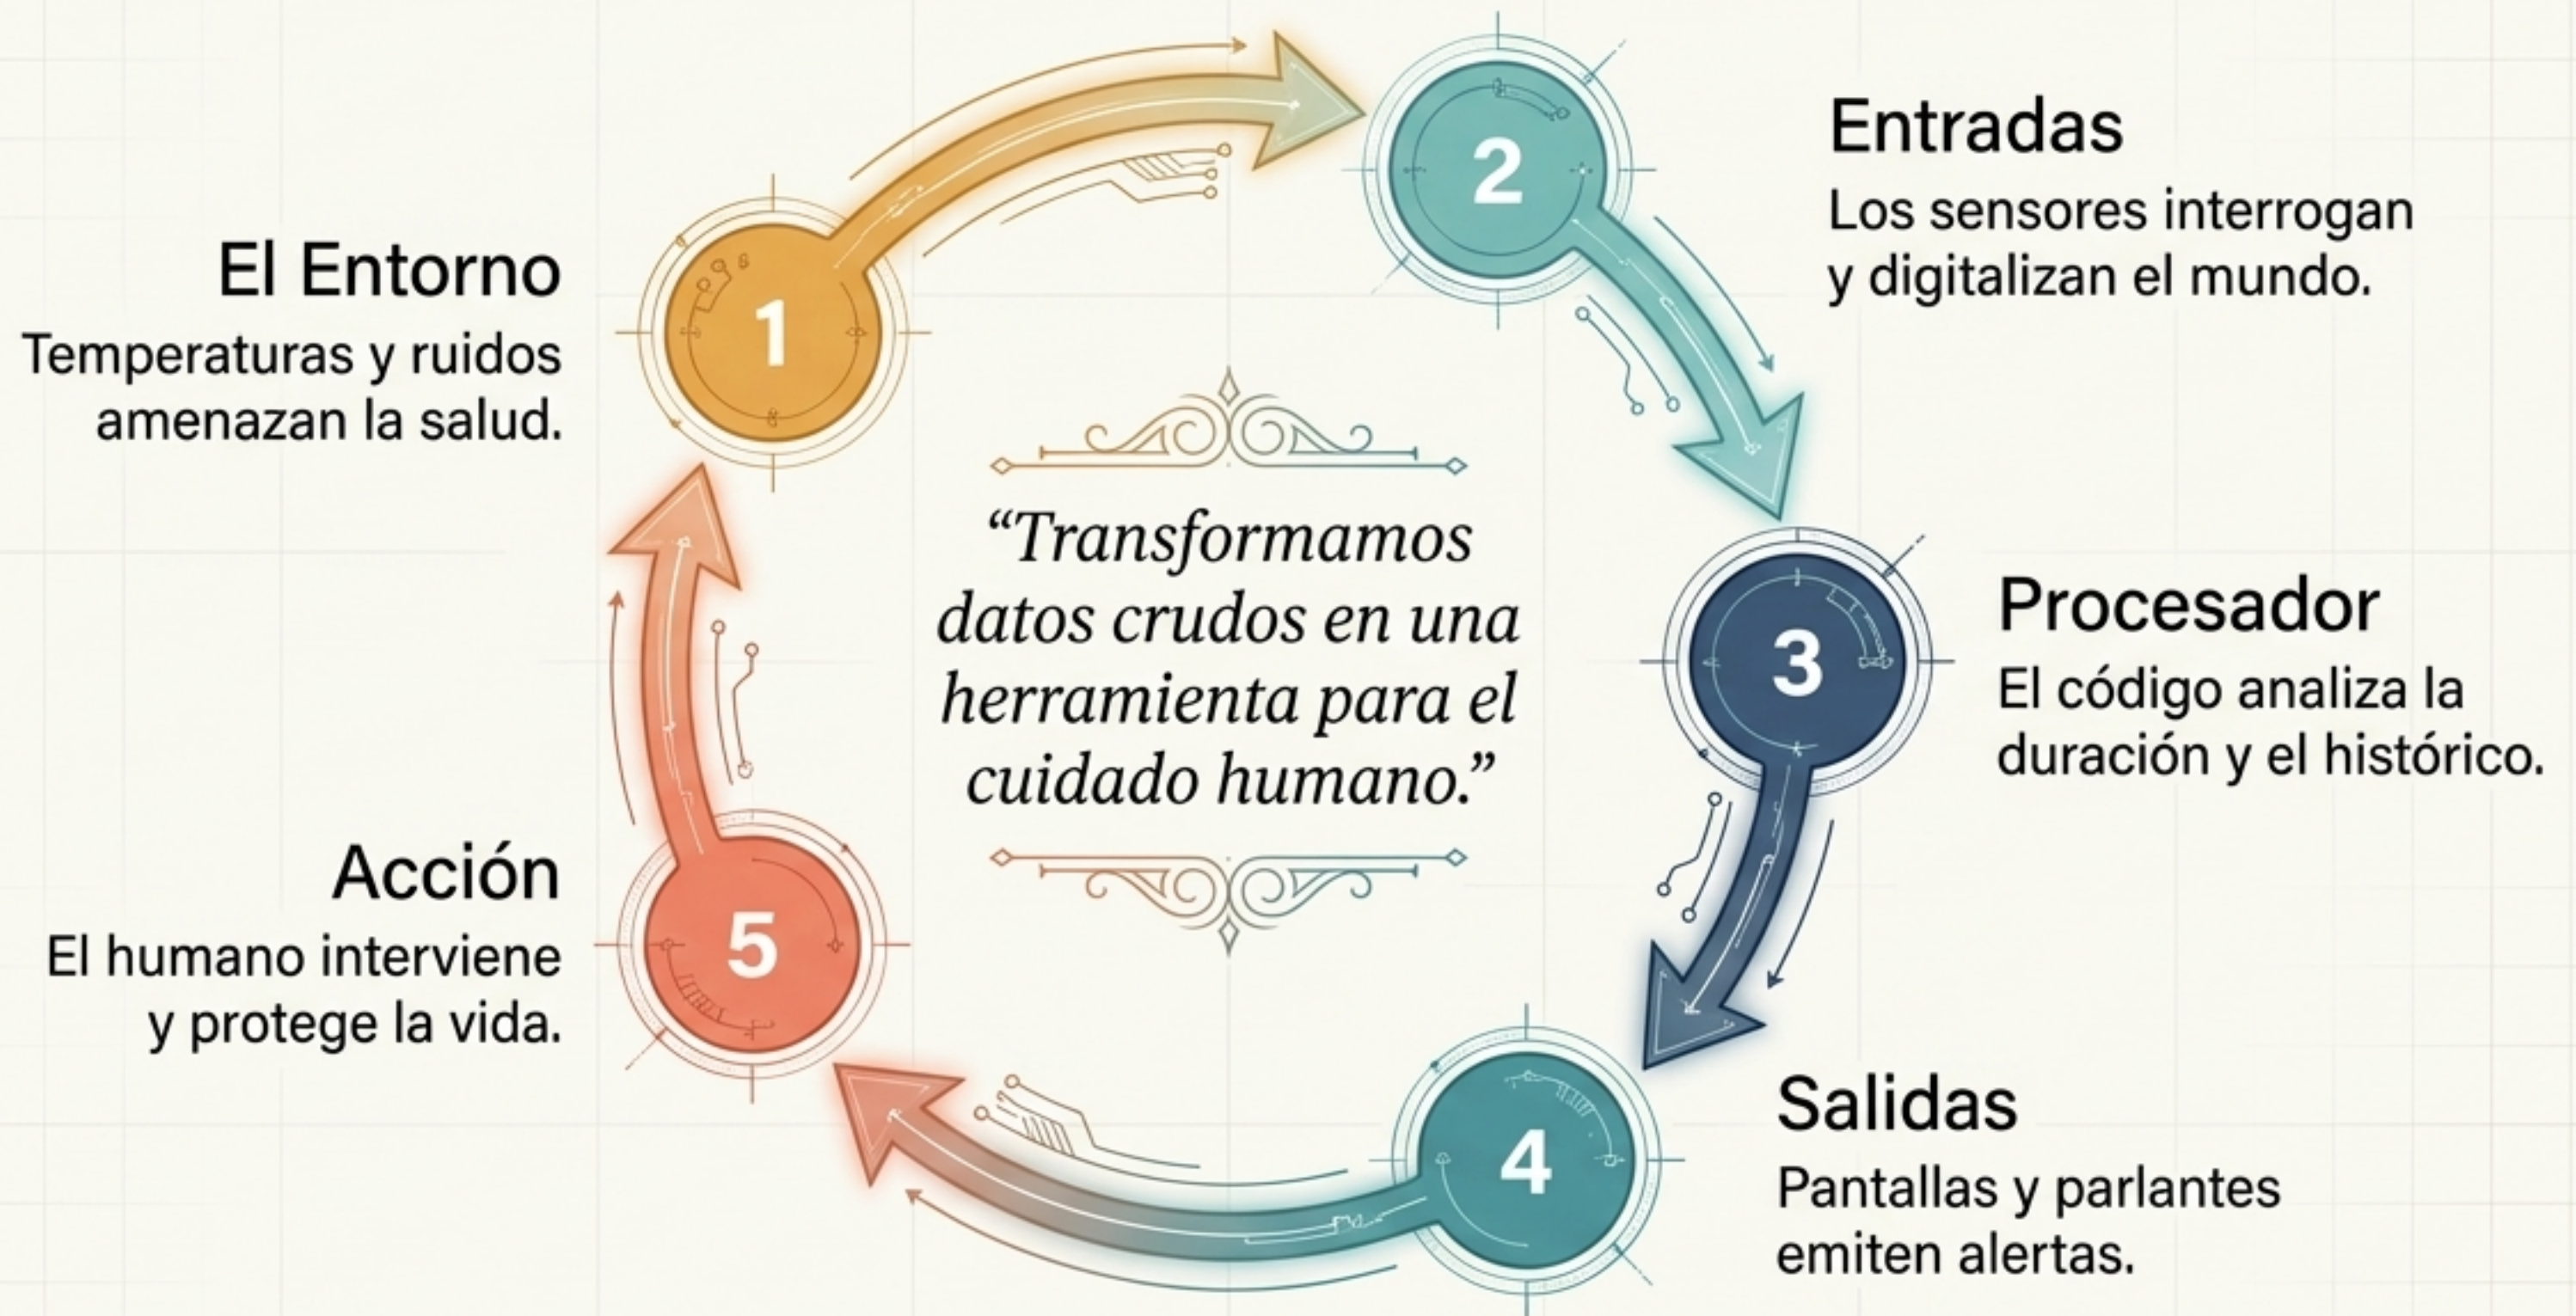 1
El Entorno
Temperaturas y ruidos
amenazan la salud.
2
Entradas
Los sensores interrogan
y digitalizan el mundo.
3
Procesador
El código analiza la
duración y el histórico.
4
Salidas
Pantallas y parlantes
emiten alertas.
5
Acción
El humano interviene
y protege la vida.
“Transformamos
datos crudos en una
herramienta para el
cuidado humano.”